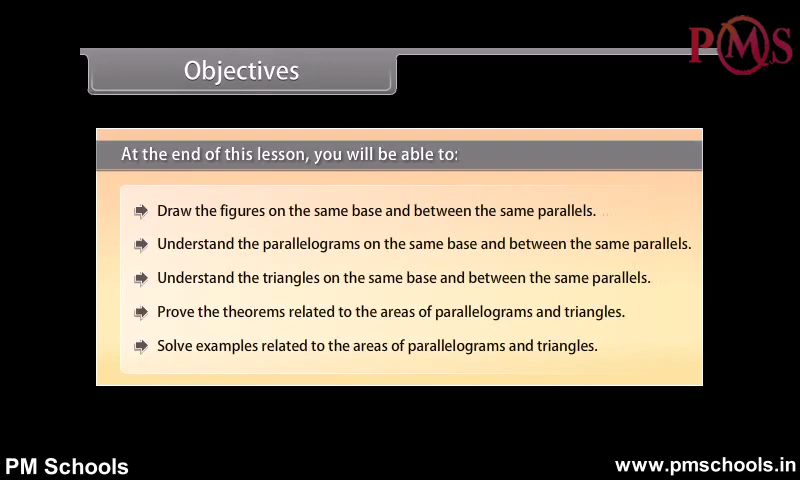 PMS
Objectives
At the end of this lesson, you will be able to:
Draw the figures on the same base and between the same parallels.
Understand the parallelograms on the same base and between the same parallels.
Understand the triangles on the same base and between the same parallels.
Prove the theorems related to the areas of parallelograms and triangles.
Solve examples related to the areas of parallelograms and triangles.
PM Schools
www.pmschools.in